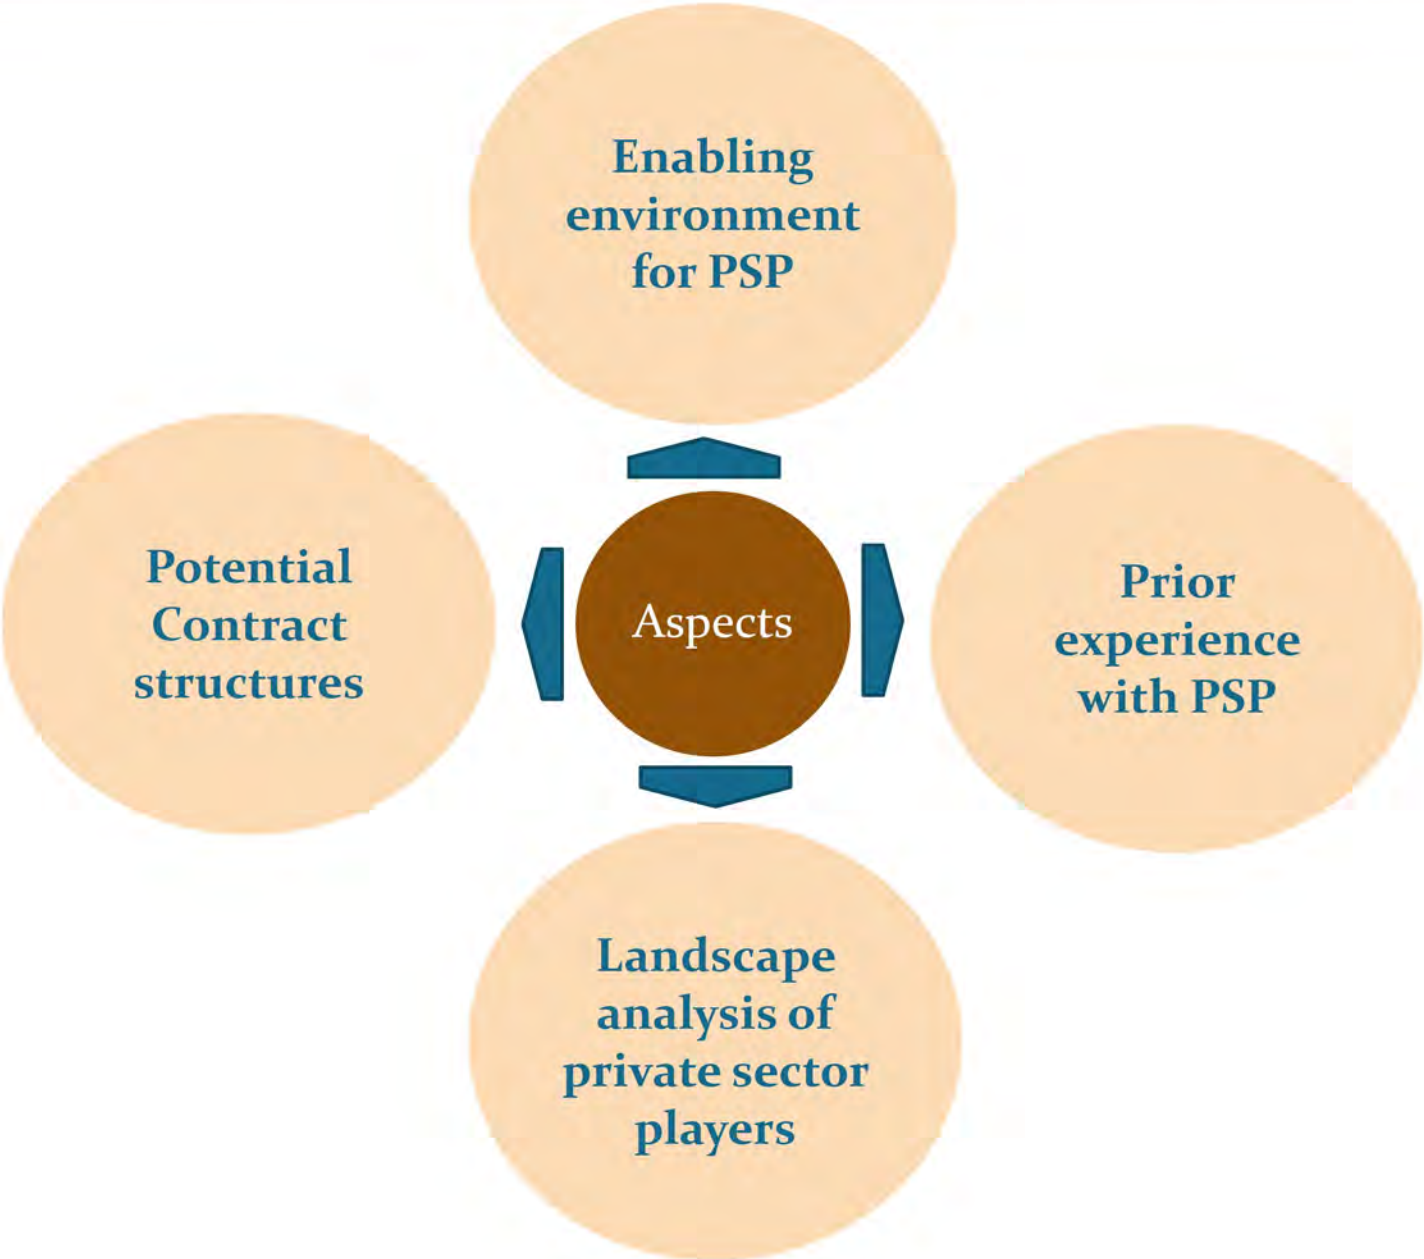 Enabling
environment
for PSP
Potential
Contract
structures
Aspects
Prior
experience
with PSP
Landscape
analysis of
private sector
players